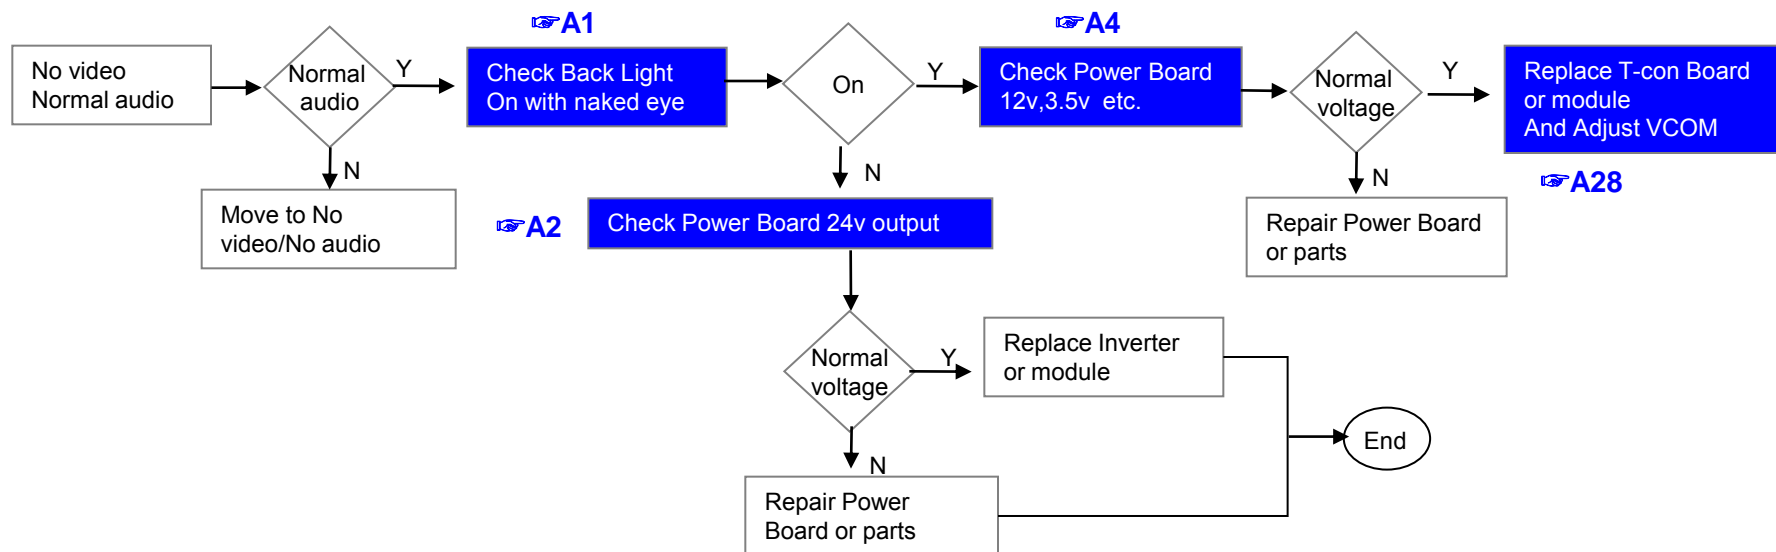 ☞A1
☞A4
No video
Normal audio
Normal
audio
Y
Check Back Light
On with naked eye
On
Y
Check Power Board
12v,3.5v etc.
Normal
voltage
Y
Replace T-con Board
or module
And Adjust VCOM
N
N
N
☞A28
Move to No
video/No audio
☞A2
Check Power Board 24v output
Repair Power Board
or parts
Normal
voltage
Y
Replace Inverter
or module
End
N
Repair Power
Board or parts